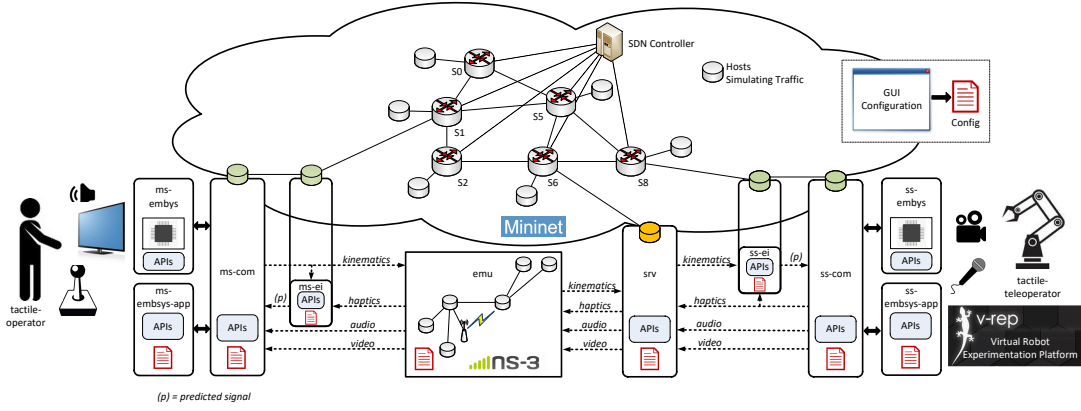 SDN Controller
Hosts
Simulating Traffic
GUI
Configuration
Config
S0
S1
S5
S2
S6
S8
Mininet
ms-
embys
APIs
ms-
embsys-app
APIs
ms-com
APIs
ms-ei
APIs
(p)
kinematics
haptics
audio
video
emu
NS-3
kinematics
haptics
audio
video
srv
APIs
kinematics
haptics
audio
video
ss-ei
APIs
(p)
ss-com
APIs
ss-
embys
APIs
ss-
embsys-app
APIs
tactile-
operator
tactile-
teleoperator
v-rep
Virtual Robot
Experimentation Platform
(p) = predicted signal